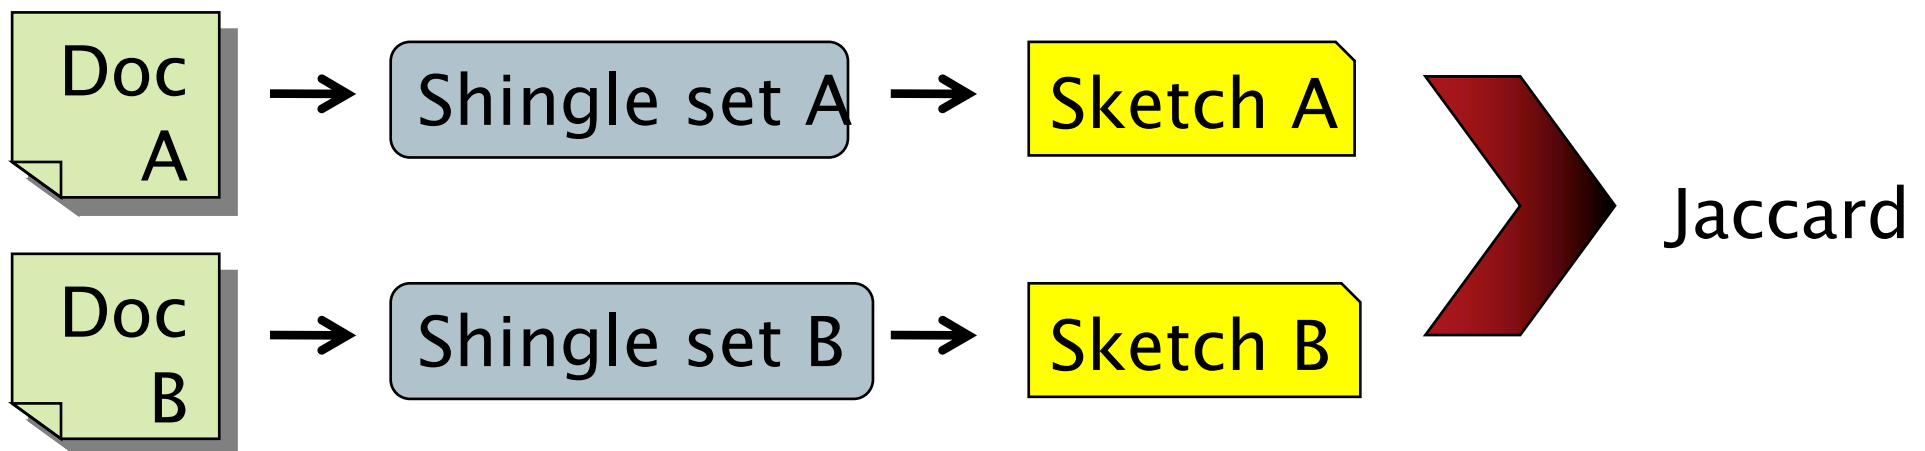 Doc
A
Shingle set A
Sketch A
Doc
B
Shingle set B
Sketch B
Jaccard